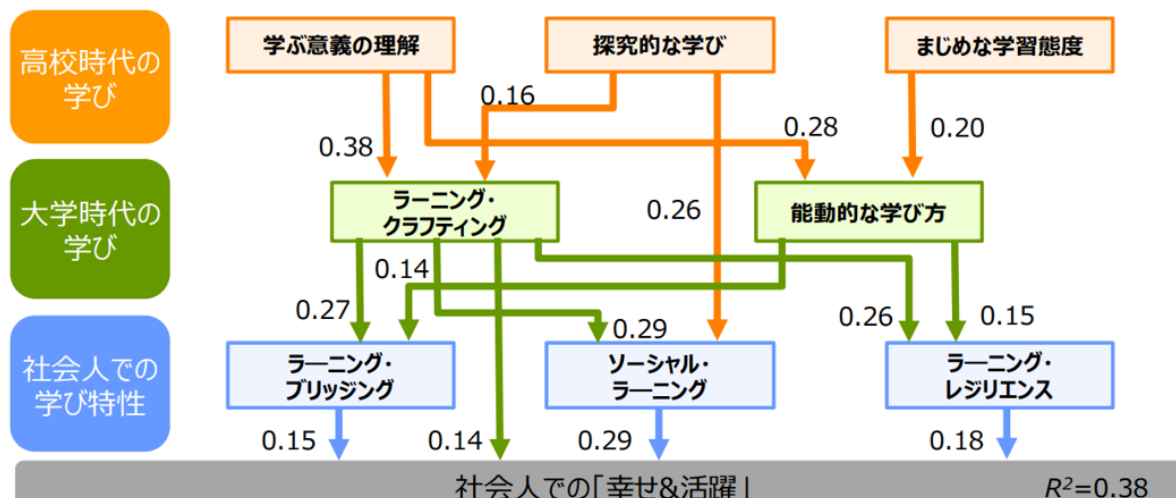 高校時代の
学び
学ぶ意義の理解
探究的な学び
まじめな学習態度
0.16
0.38
0.28
0.20
大学時代の
学び
ラーニング・
クラフティング
0.26
能動的な学び方
0.14
0.27
0.29
0.26
0.15
社会人での
学び特性
ラーニング・
ブリッジング
ソーシャル・
ラーニング
ラーニング・
レジリエンス
0.15
0.14
0.29
0.18
社会人での「幸せ&活躍」
R²=0.38